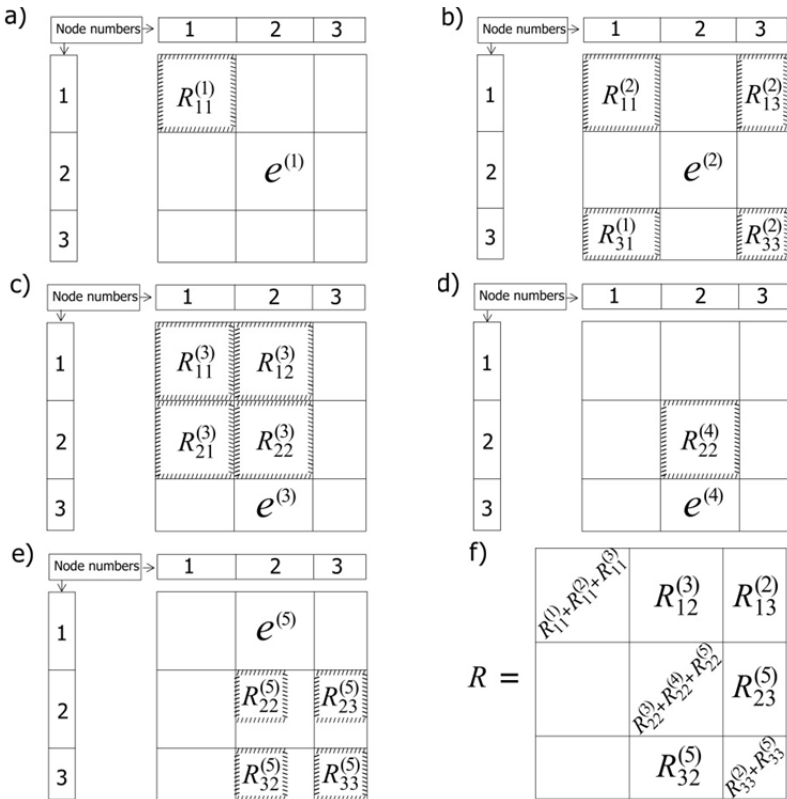 a)
Node numbers 1 2 3
1 R_{11}^{(1)}
2 e^{(1)}
3
b)
Node numbers 1 2 3
1 R_{11}^{(2)} R_{13}^{(2)}
2 e^{(2)}
3 R_{31}^{(1)} R_{33}^{(2)}
c)
Node numbers 1 2 3
1 R_{11}^{(3)} R_{12}^{(3)}
2 R_{21}^{(3)} R_{22}^{(3)}
3 e^{(3)}
d)
Node numbers 1 2 3
1
2 R_{22}^{(4)}
3 e^{(4)}
e)
Node numbers 1 2 3
1 e^{(5)}
2 R_{22}^{(5)} R_{23}^{(5)}
3 R_{32}^{(5)} R_{33}^{(5)}
f)
R_{11}^{(1)}+R_{11}^{(2)}+R_{11}^{(3)} R_{12}^{(3)} R_{13}^{(2)}
R = R_{22}^{(3)}+R_{22}^{(4)}+R_{22}^{(5)} R_{23}^{(5)}
R_{32}^{(5)} R_{33}^{(2)}+R_{33}^{(5)}